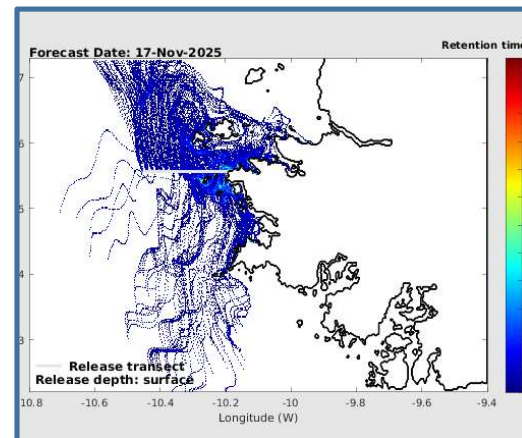 Retention time
Forecast Date: 17-Nov-2025
7
6
5
4
3
Release transect
Release depth: surface
10.8 -10.6 -10.4 -10.2 -10 -9.8 -9.6 -9.4
Longitude (W)